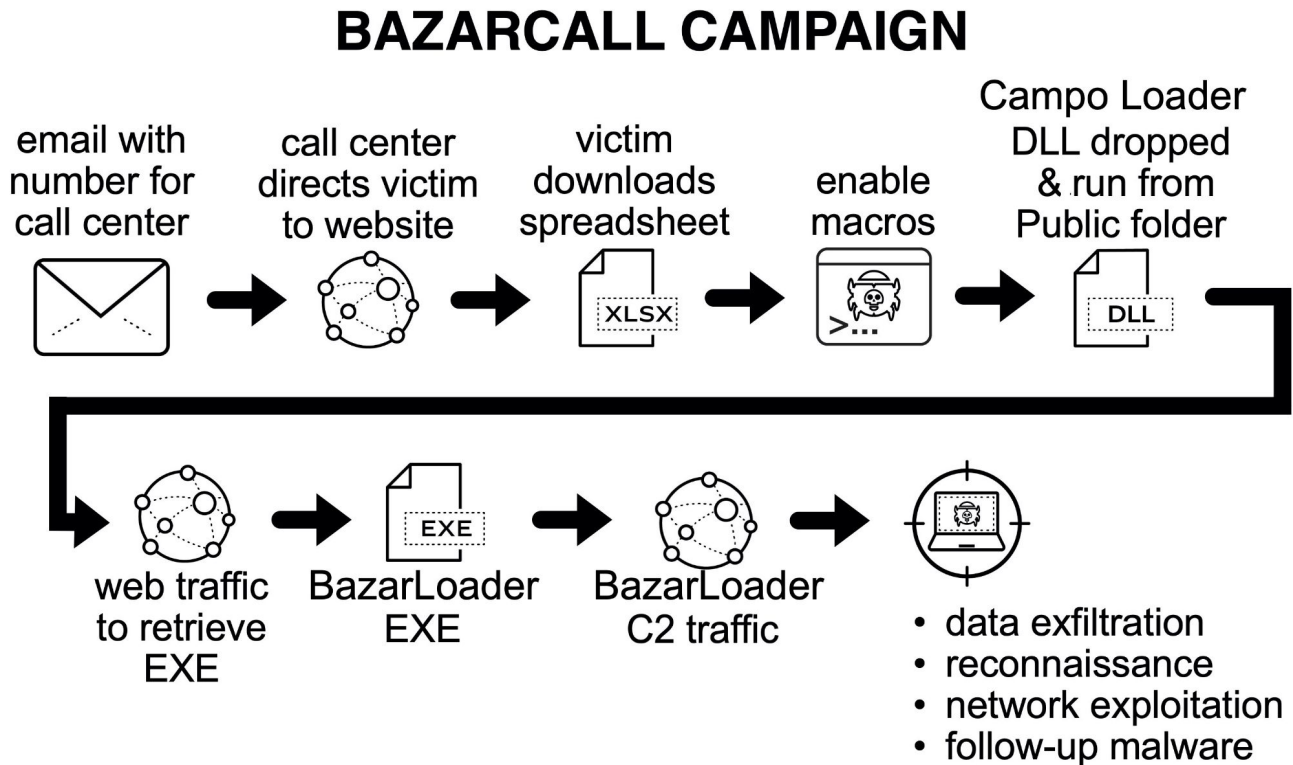 BAZARCALL CAMPAIGN
email with
number for
call center
call center
directs victim
to website
victim
downloads
spreadsheet
enable
macros
Campo Loader
DLL dropped
& run from
Public folder
XLSX
>...
DLL
web traffic
to retrieve
EXE
EXE
BazarLoader
EXE
BazarLoader
C2 traffic
• data exfiltration
• reconnaissance
• network exploitation
• follow-up malware